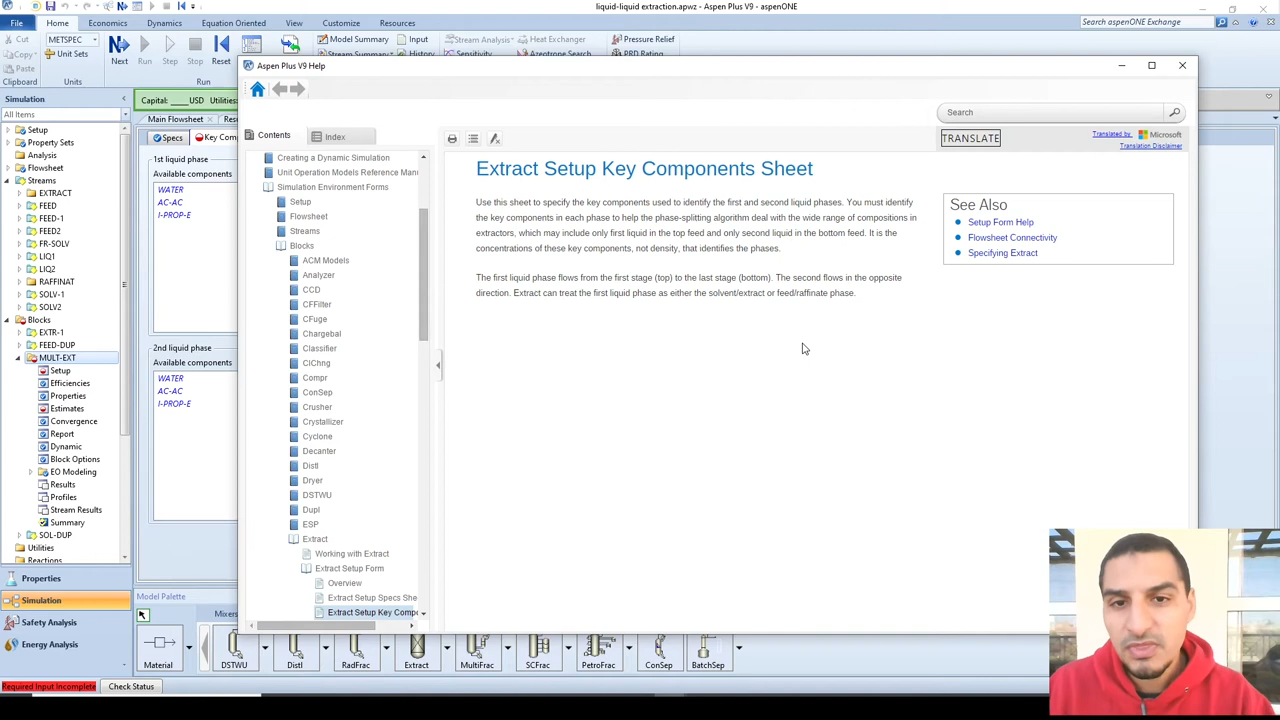 liquid-liquid extraction.apwz - Aspen Plus V9 - aspenONE
File
Home
Economics
Dynamics
Equation Oriented
View
Customize
Resources
Search aspenONE Exchange
Cut
METSPEC
Unit Sets
Copy
Paste
Clipboard
Units
Next
Run
Step
Stop
Reset
Run
Model Summary
Input
Stream Analysis
Heat Exchanger
Pressure Relief
Stream Summary
History
Sensitivity
Azeotrope Search
PRD Rating
Simulation
All Items
Setup
Property Sets
Analysis
Flowsheet
Streams
EXTRACT
FEED
FEED-1
FEED2
FR-SOLV
LIQ1
LIQ2
RAFINAT
SOLV-1
SOLV2
Blocks
EXTR-1
FEED-DUP
MULT-EXT
Setup
Efficiencies
Properties
Estimates
Convergence
Report
Dynamic
Block Options
EO Modeling
Results
Profiles
Stream Results
Summary
SOL-DUP
Utilities
Reactions
Properties
Simulation
Safety Analysis
Energy Analysis
Capital: ____USD Utilities:
Main Flowsheet
Specs
Key Com
1st liquid phase
Available components
WATER
AC-AC
I-PROP-E
2nd liquid phase
Available components
WATER
AC-AC
I-PROP-E
Aspen Plus V9 Help
Search
Contents
Index
TRANSLATE
Translated by Microsoft
Translation Disclaimer
Creating a Dynamic Simulation
Unit Operation Models Reference Man
Simulation Environment Forms
Setup
Flowsheet
Streams
Blocks
ACM Models
Analyzer
CCD
CFFilter
CFuge
Chargebal
Classifier
ClChng
Compr
ConSep
Crusher
Crystallizer
Cyclone
Decanter
Distl
Dryer
DSTWU
Dupl
ESP
Extract
Working with Extract
Extract Setup Form
Overview
Extract Setup Specs She
Extract Setup Key Comp
Extract Setup Key Components Sheet
Use this sheet to specify the key components used to identify the first and second liquid phases. You must identify
the key components in each phase to help the phase-splitting algorithm deal with the wide range of compositions in
extractors, which may include only first liquid in the top feed and only second liquid in the bottom feed. It is the
concentrations of these key components, not density, that identifies the phases.
The first liquid phase flows from the first stage (top) to the last stage (bottom). The second flows in the opposite
direction. Extract can treat the first liquid phase as either the solvent/extract or feed/raffinate phase.
See Also
Setup Form Help
Flowsheet Connectivity
Specifying Extract
Model Palette
Mixers
Material
DSTWU
Distl
RadFrac
Extract
MultiFrac
SCFrac
PetroFrac
ConSep
BatchSep
Required Input Incomplete
Check Status